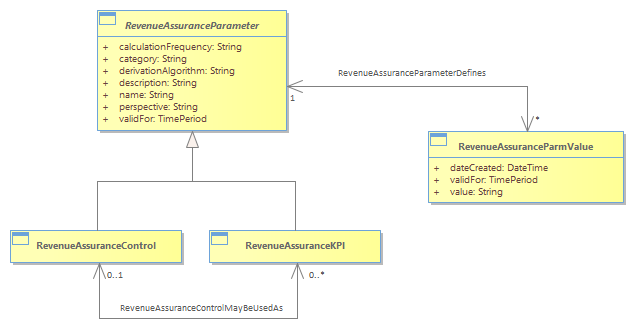 RevenueAssuranceParameter
+ calculationFrequency: String
+ category: String
+ derivationAlgorithm: String
+ description: String
+ name: String
+ perspective: String
+ validFor: TimePeriod
RevenueAssuranceParameterDefines
1
*
RevenueAssuranceParmValue
+ dateCreated: DateTime
+ validFor: TimePeriod
+ value: String
RevenueAssuranceControl
RevenueAssuranceKPI
0..1
0..*
RevenueAssuranceControlMayBeUsedAs